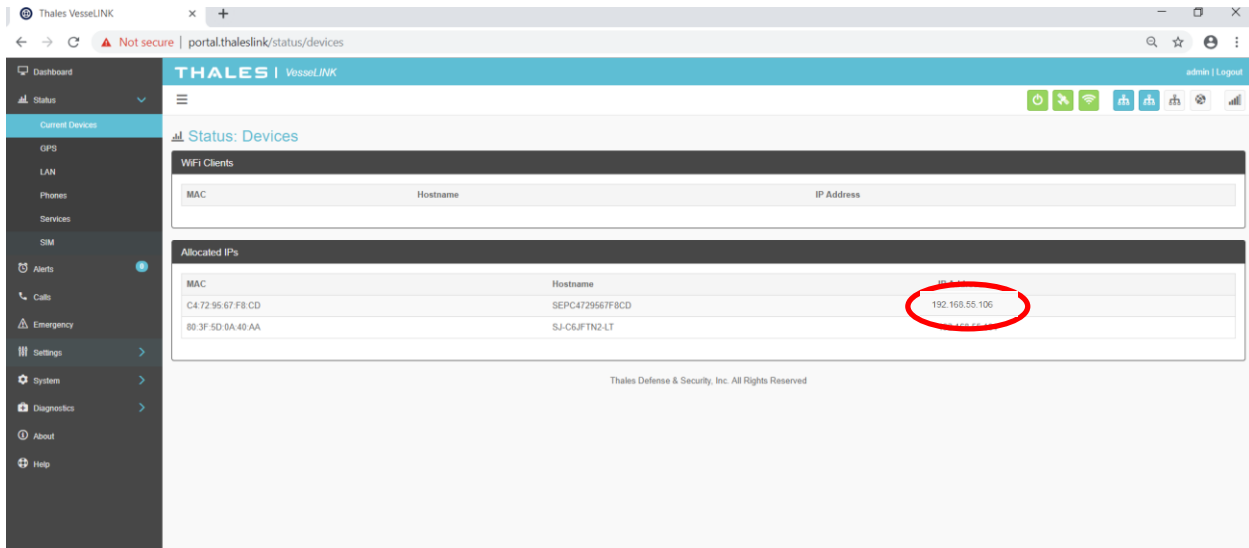 Thales VesseLINK
Not secure | portal.thaleslink/status/devices
Dashboard
THALES | VesseLINK
admin | Logout
Status
Current Devices
Status: Devices
GPS
WiFi Clients
LAN
Phones
MAC Hostname IP Address
Services
SIM
Allocated IPs
Alerts 0
MAC Hostname
Calls
C4:72:95:67:F8:CD SEPC4729567F8CD 192.168.55.106
Emergency
80:3F:5D:0A:40:AA SJ-C6JFTN2-LT
Settings
System
Thales Defense & Security, Inc. All Rights Reserved
Diagnostics
About
Help